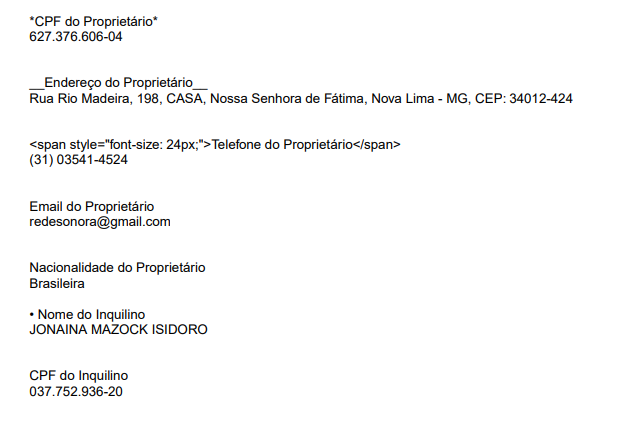 *CPF do Proprietário*
627.376.606-04
__Endereço do Proprietário__
Rua Rio Madeira, 198, CASA, Nossa Senhora de Fátima, Nova Lima - MG, CEP: 34012-424
<span style="font-size: 24px;">Telefone do Proprietário</span>
(31) 03541-4524
Email do Proprietário
redesonora@gmail.com
Nacionalidade do Proprietário
Brasileira
• Nome do Inquilino
JONAINA MAZOCK ISIDORO
CPF do Inquilino
037.752.936-20